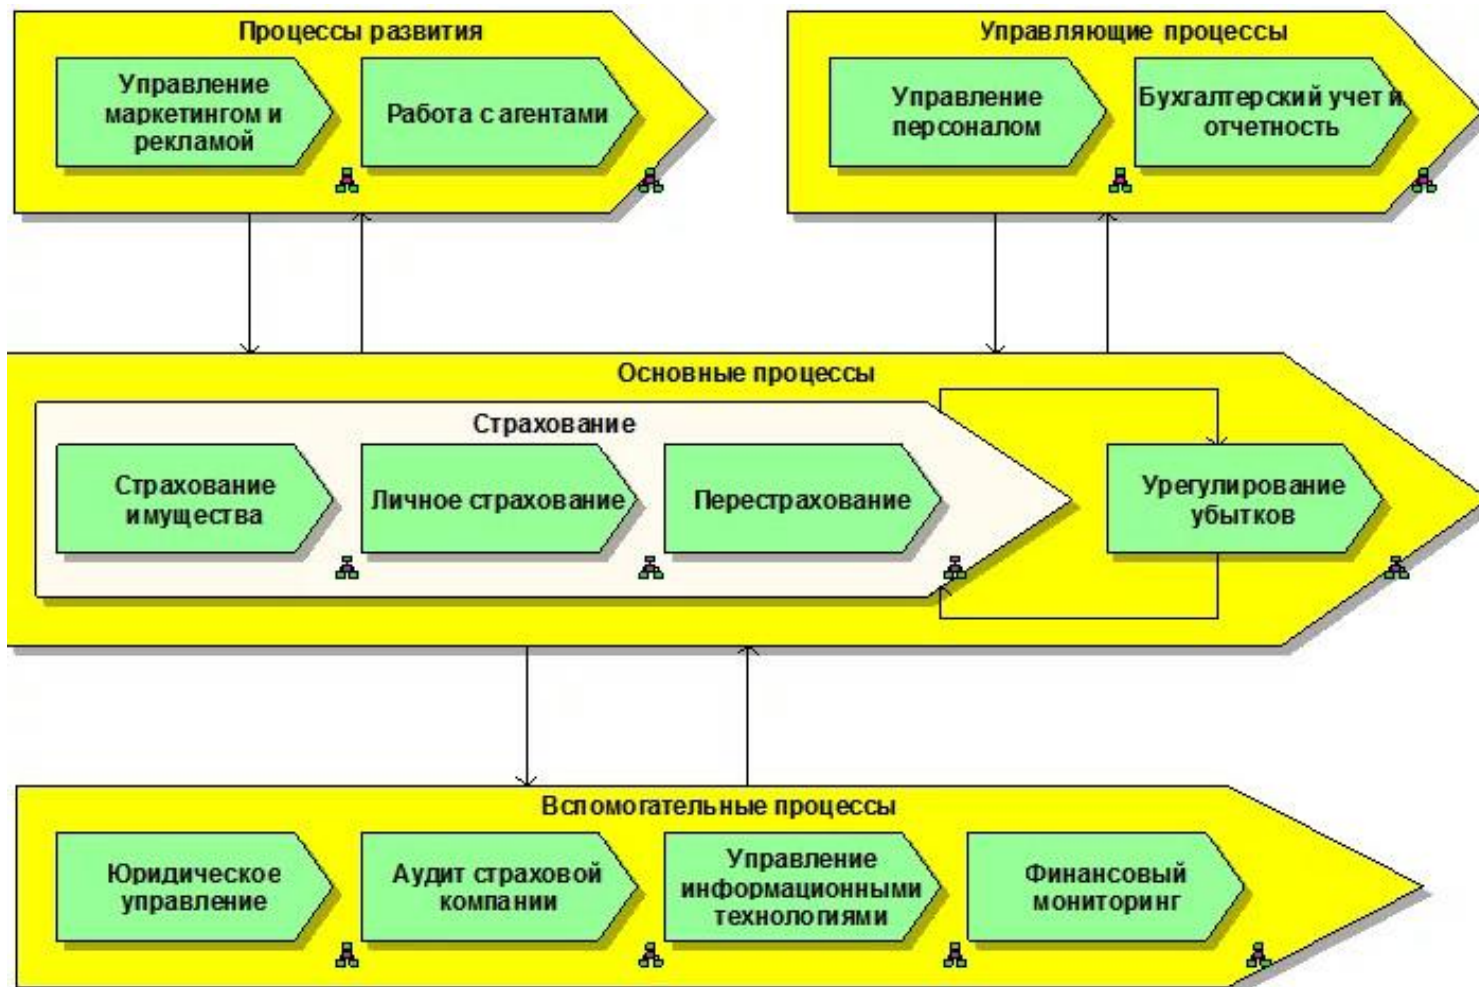 Процессы развития
Управление
маркетингом и
рекламой
Работа с агентами
Управляющие процессы
Управление
персоналом
Бухгалтерский учет и
отчетность
Основные процессы
Страхование
Страхование
имущества
Личное страхование
Перестрахование
Урегулирование
убытков
Вспомогательные процессы
Юридическое
управление
Аудит страховой
компании
Управление
информационными
технологиями
Финансовый
мониторинг